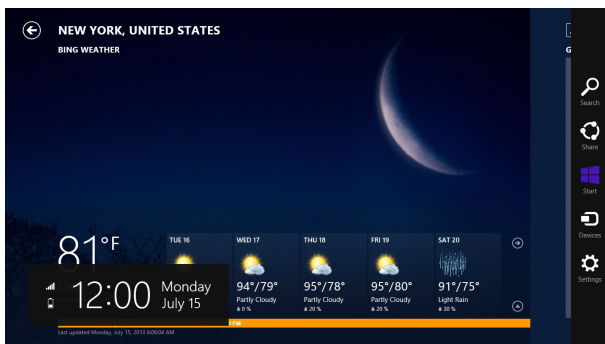 NEW YORK, UNITED STATES
BING WEATHER
Search
Share
Start
Devices
Settings
81°F
TUE 16
WED 17
THU 18
FRI 19
SAT 20
94°/79°
95°/78°
95°/80°
91°/75°
Partly Cloudy
Partly Cloudy
Partly Cloudy
Light Rain
0 %
20 %
20 %
30 %
12:00
Monday
July 15
PM
Last updated Monday, July 15, 2013 6:06:04 AM